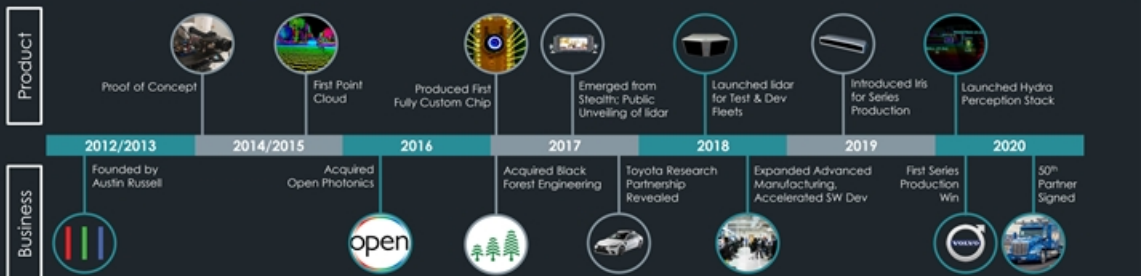 Product
Proof of Concept
First Point
Cloud
Produced First
Fully Custom Chip
Emerged from
Stealth; Public
Unveiling of lidar
Launched lidar
for Test & Dev
Fleets
Introduced Iris
for Series
Production
Launched Hydra
Perception Stack
2012/2013
2014/2015
2016
2017
2018
2019
2020
Business
Founded by
Austin Russell
Acquired
Open Photonics
open
Acquired Black
Forest Engineering
Toyota Research
Partnership
Revealed
Expanded Advanced
Manufacturing,
Accelerated SW Dev
First Series
Production
Win
VOLVO
50th
Partner
Signed